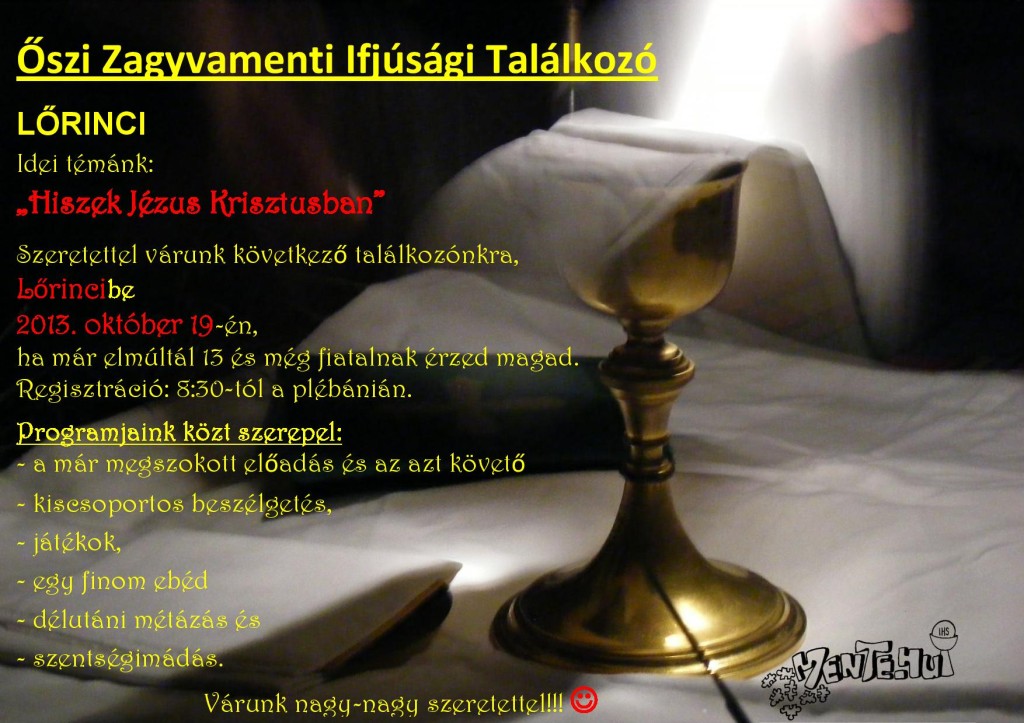 Őszi Zagyvamenti Ifjúsági Találkozó
LŐRINCI
Idei témánk:
„Hiszek Jézus Krisztusban”
Szeretettel várunk következő találkozónkra,
Lőrincibe
2013. október 19-én,
ha már elmúltál 13 és még fiatalnak érzed magad.
Regisztráció: 8:30-tól a plébánián.
Programjaink közt szerepel:
- a már megszokott előadás és az azt követő
- kiscsoportos beszélgetés,
- játékok,
- egy finom ebéd
- délutáni métázás és
- szentségimádás.
Várunk nagy-nagy szeretettel!!! ☺
IHS
MenTE.Hu!